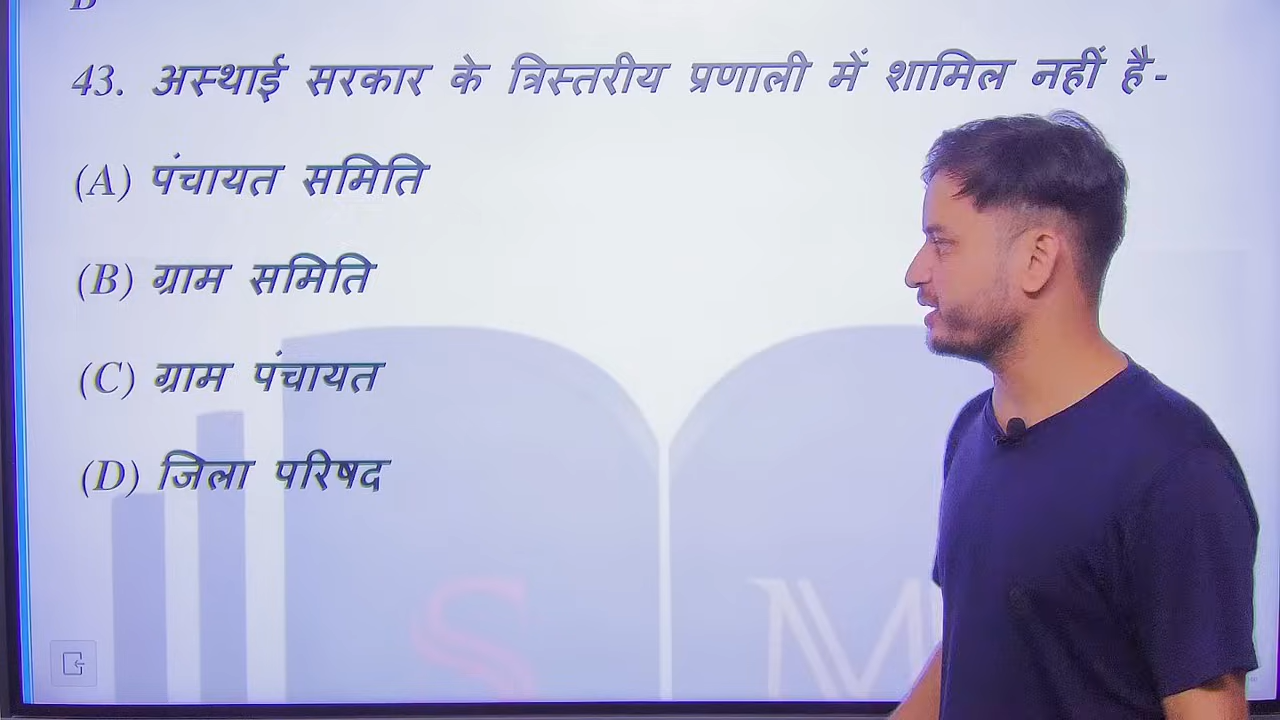 B
43. अस्थाई सरकार के त्रिस्तरीय प्रणाली में शामिल नहीं है-
(A) पंचायत समिति
(B) ग्राम समिति
(C) ग्राम पंचायत
(D) जिला परिषद
S M